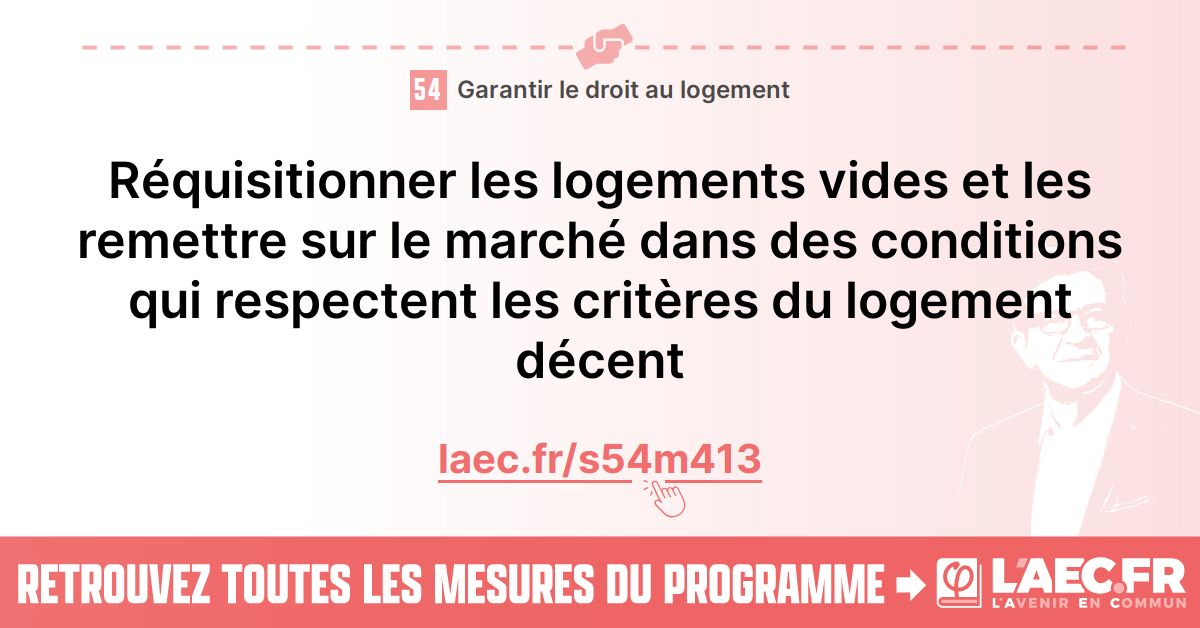 54 Garantir le droit au logement
Réquisitionner les logements vides et les
remettre sur le marché dans des conditions
qui respectent les critères du logement
décent
laec.fr/s54m413
RETROUVEZ TOUTES LES MESURES DU PROGRAMME
L'AEC.FR
L'AVENIR EN COMMUN